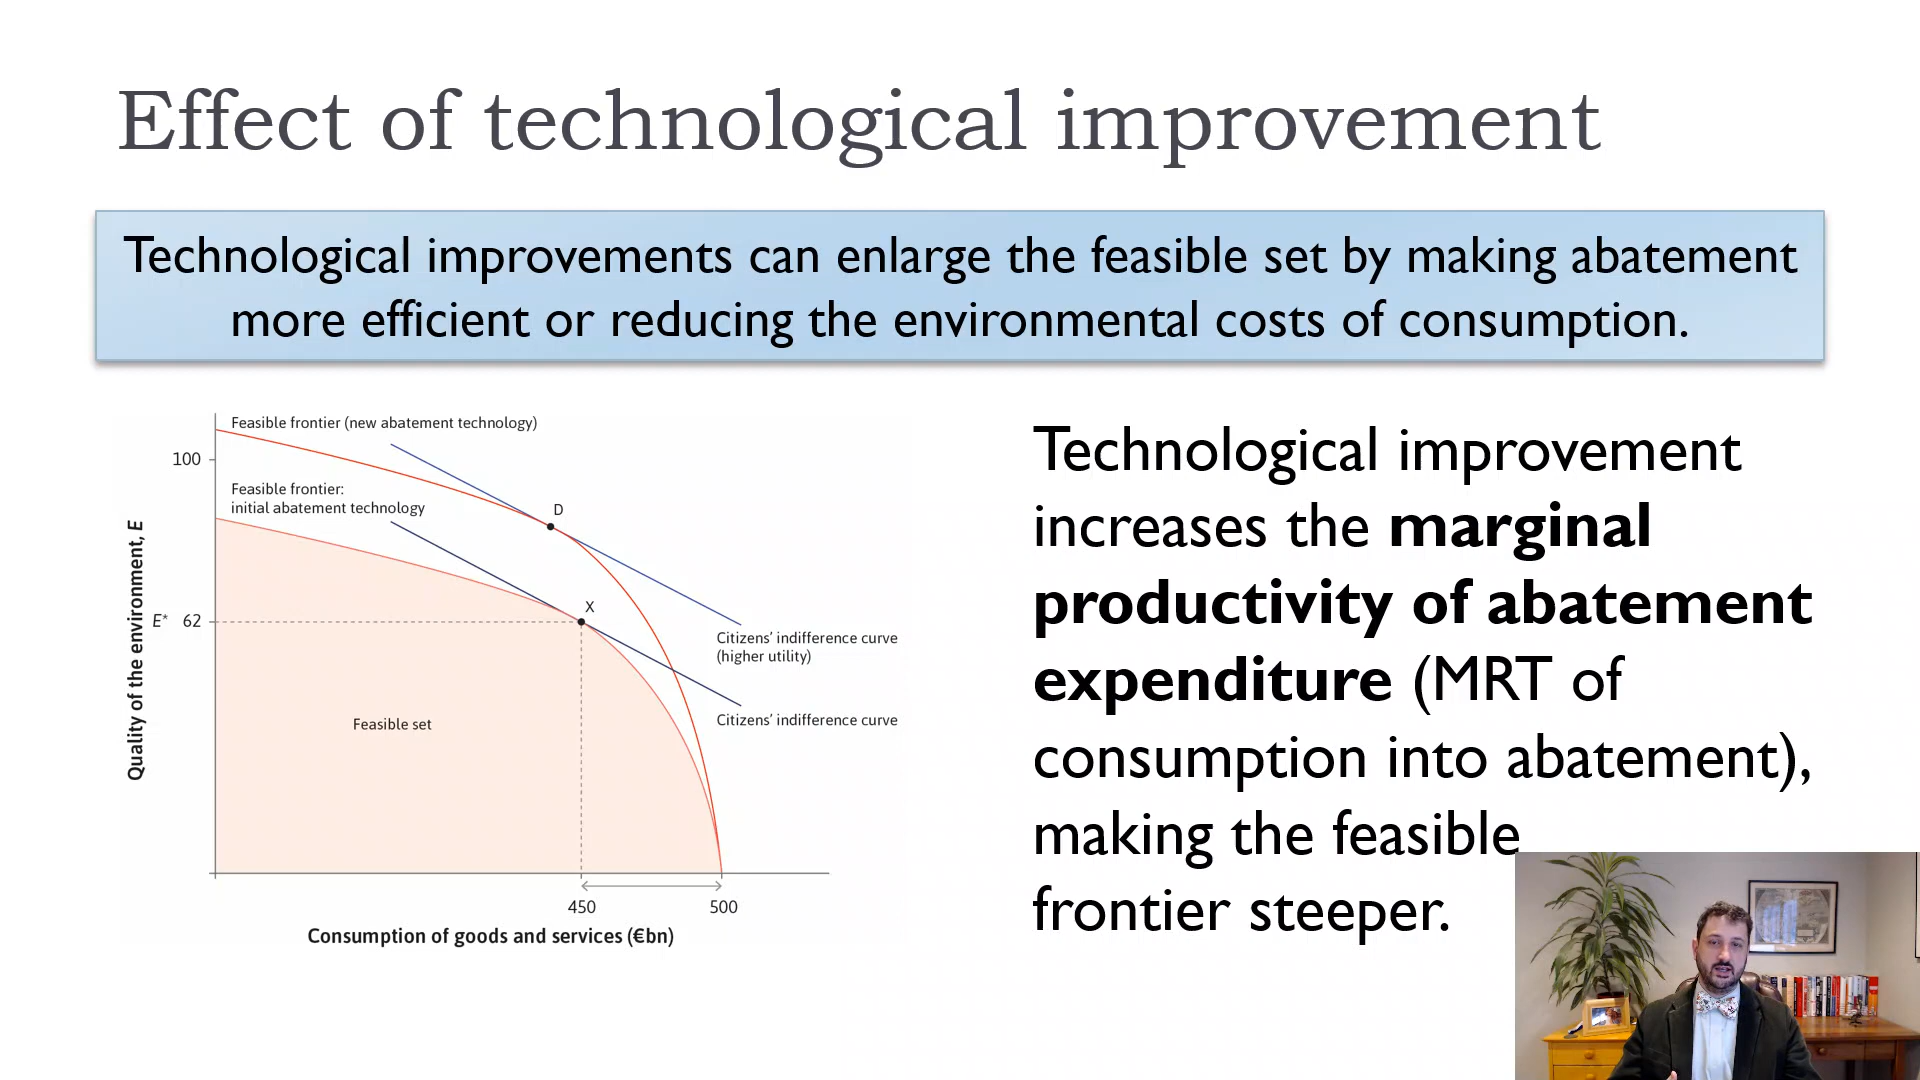 Effect of technological improvement
Technological improvements can enlarge the feasible set by making abatement
more efficient or reducing the environmental costs of consumption.
Feasible frontier (new abatement technology)
100
Feasible frontier:
initial abatement technology
D
X
E* 62
Citizens’ indifference curve
(higher utility)
Citizens’ indifference curve
Feasible set
Quality of the environment, E
450
500
Consumption of goods and services (€bn)
Technological improvement
increases the marginal
productivity of abatement
expenditure (MRT of
consumption into abatement),
making the feasible
frontier steeper.